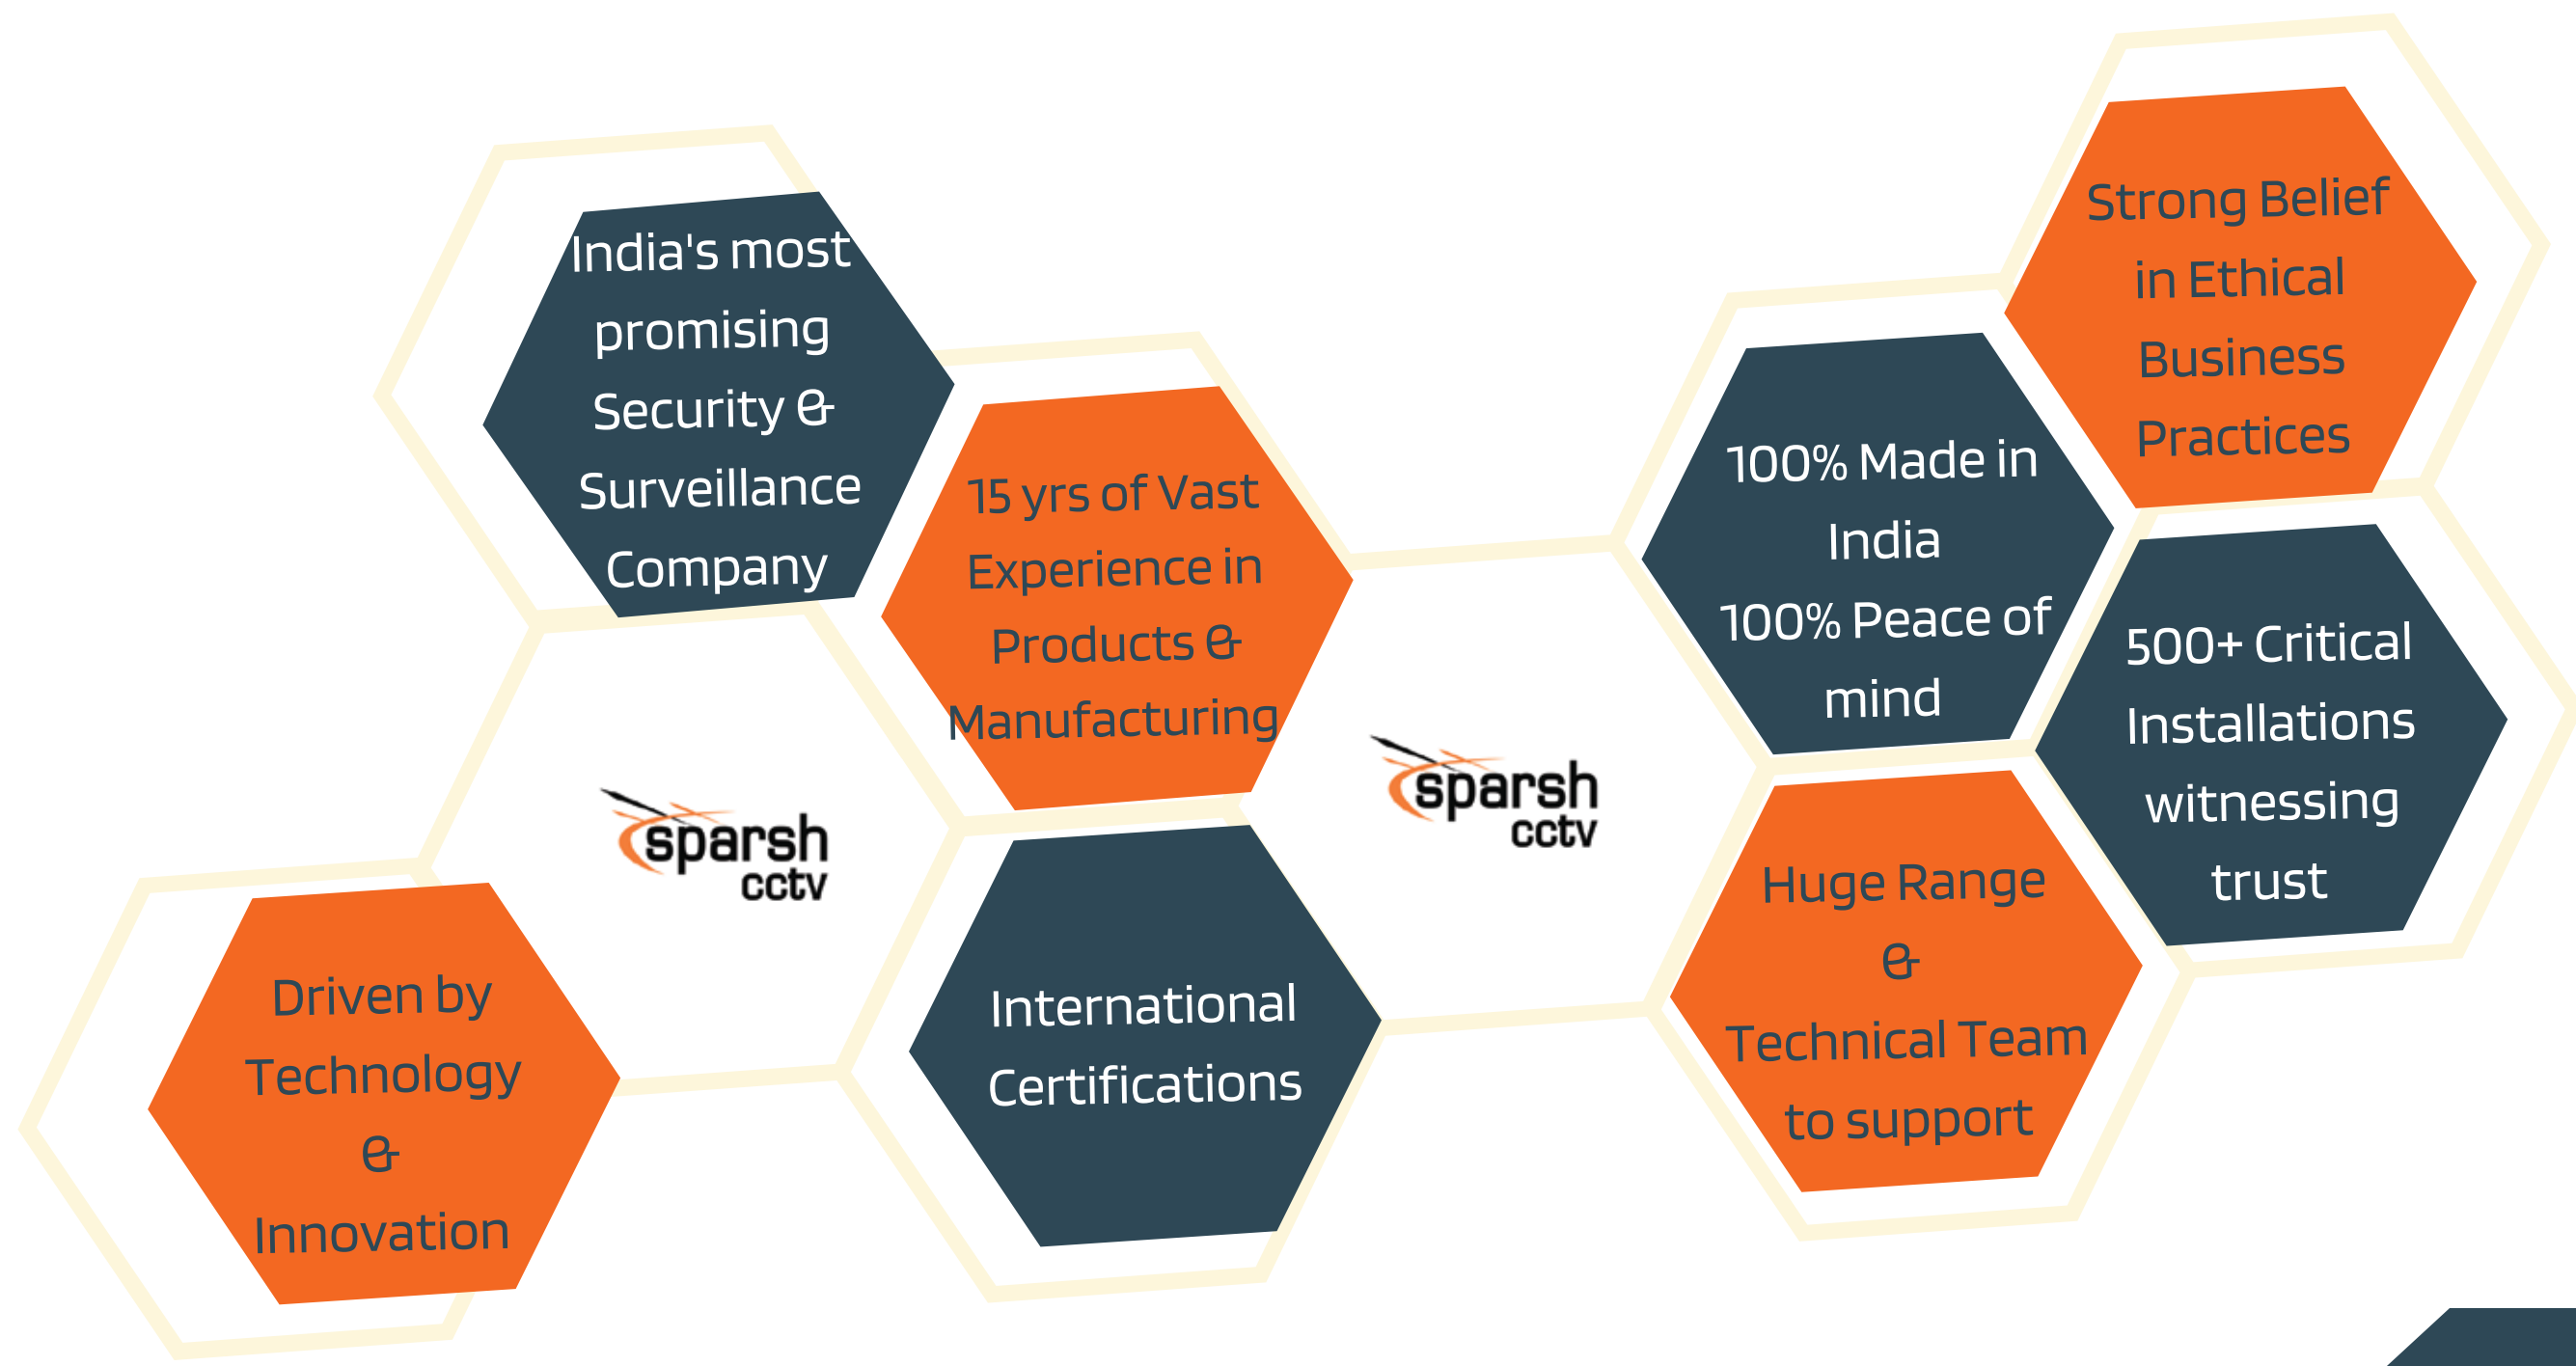 India's most
promising
Security &
Surveillance
Company
15 yrs of Vast
Experience in
Products &
Manufacturing
sparsh
cctv
Driven by
Technology
&
Innovation
International
Certifications
sparsh
cctv
Strong Belief
in Ethical
Business
Practices
100% Made in
India
100% Peace of
mind
500+ Critical
Installations
witnessing
trust
Huge Range
&
Technical Team
to support